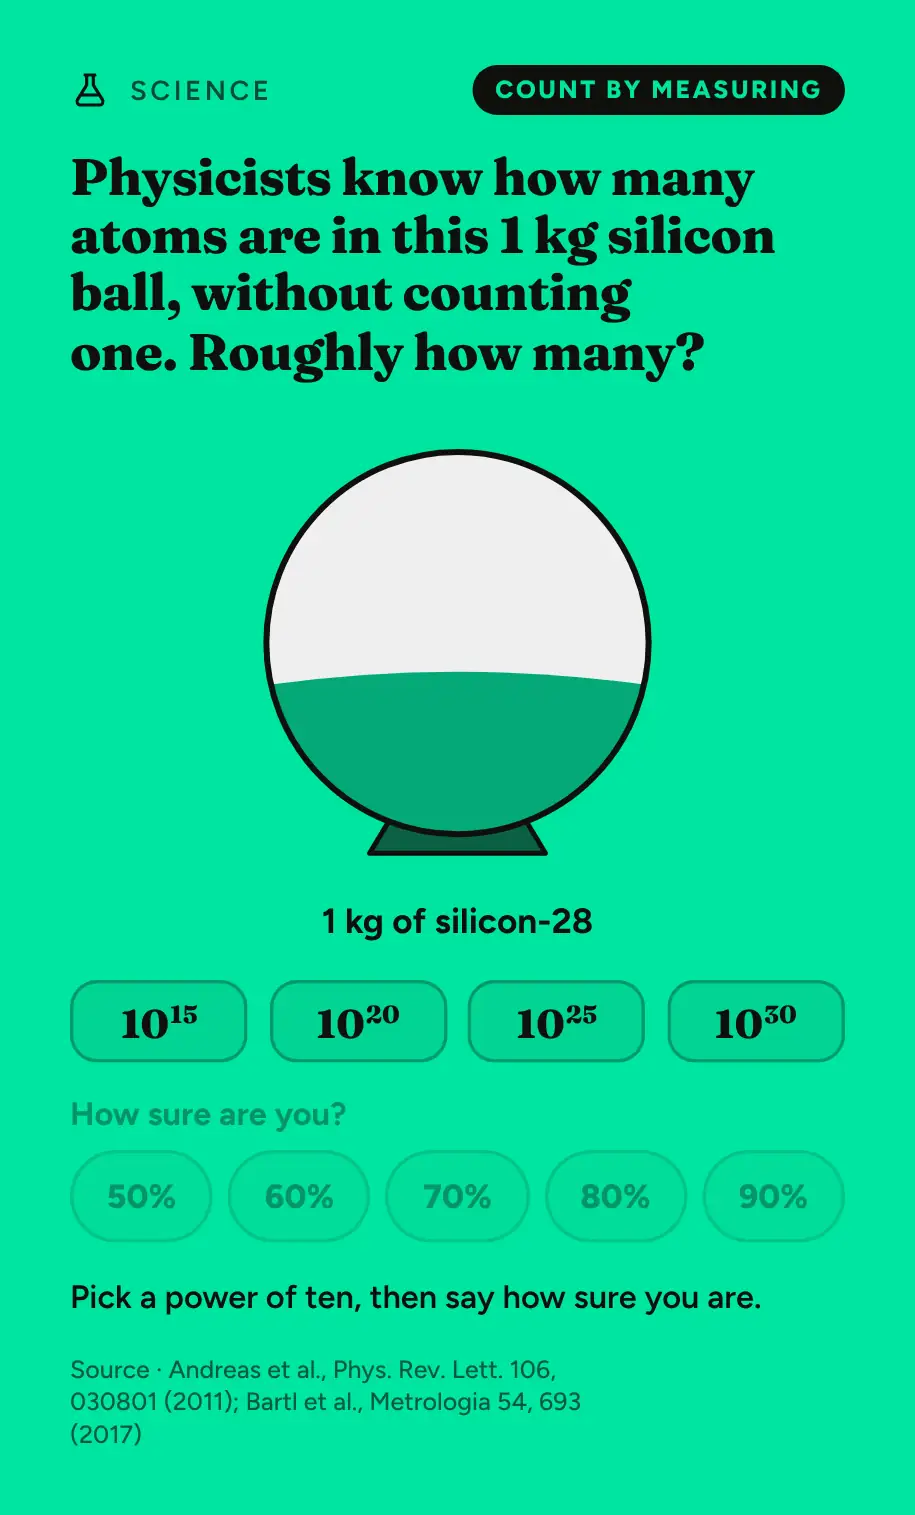 SCIENCE
COUNT BY MEASURING
Physicists know how many
atoms are in this 1 kg silicon
ball, without counting
one. Roughly how many?
1 kg of silicon-28
10¹⁵
10²⁰
10²⁵
10³⁰
How sure are you?
50%
60%
70%
80%
90%
Pick a power of ten, then say how sure you are.
Source · Andreas et al., Phys. Rev. Lett. 106,
030801 (2011); Bartl et al., Metrologia 54, 693
(2017)